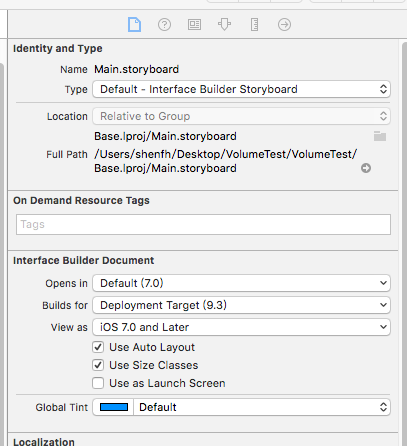 Identity and Type
Name Main.storyboard
Type Default - Interface Builder Storyboard
Location Relative to Group
Base.lproj/Main.storyboard
Full Path /Users/shenfh/Desktop/VolumeTest/VolumeTest/
Base.lproj/Main.storyboard
On Demand Resource Tags
Tags
Interface Builder Document
Opens in Default (7.0)
Builds for Deployment Target (9.3)
View as iOS 7.0 and Later
Use Auto Layout
Use Size Classes
Use as Launch Screen
Global Tint Default
Localization